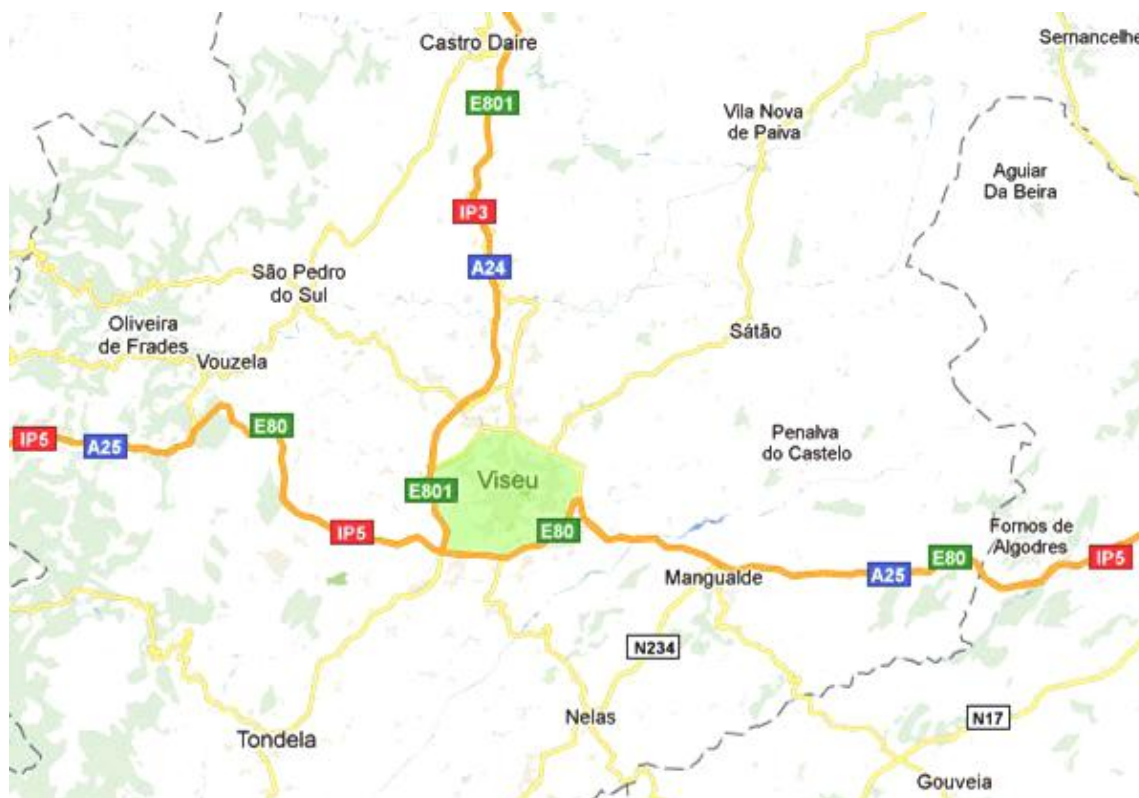 Castro Daire
Sernancelhe
E801
Vila Nova
de Paiva
Aguiar
Da Beira
IP3
A24
São Pedro
do Sul
Oliveira
de Frades
Sátão
Vouzela
E80
IP5
A25
Penalva
do Castelo
Viseu
E801
IP5
E80
Fornos de
Algodres
E80
IP5
Mangualde
A25
N234
Nelas
N17
Tondela
Gouveia